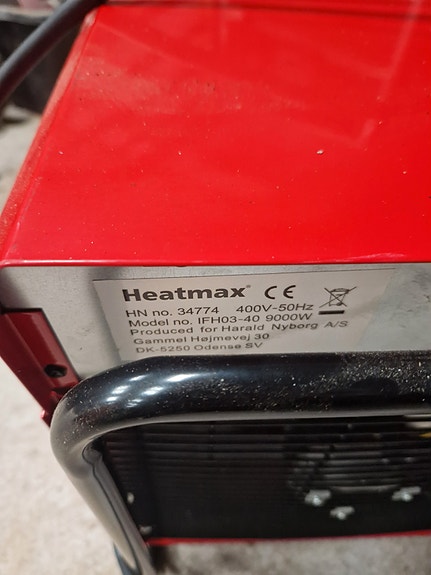 Heatmax® CE
HN no. 34774 400V-50Hz
Model no. IFH03-40 9000W
Produced for Harald Nyborg A/S
Gammel Højmevej 30
DK-5250 Odense SV